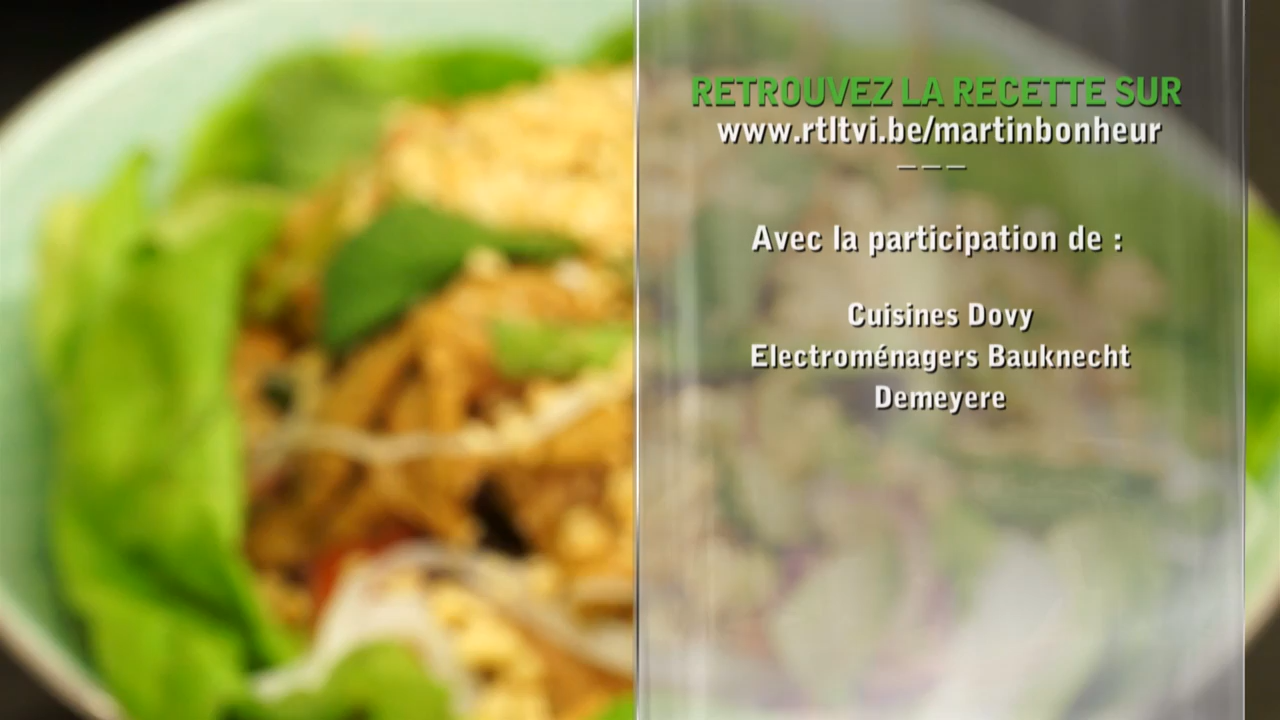 RETROUVEZ LA RECETTE SUR
www.rtltvi.be/martinbonheur
———
Avec la participation de :
Cuisines Dovy
Electroménagers Bauknecht
Demeyere